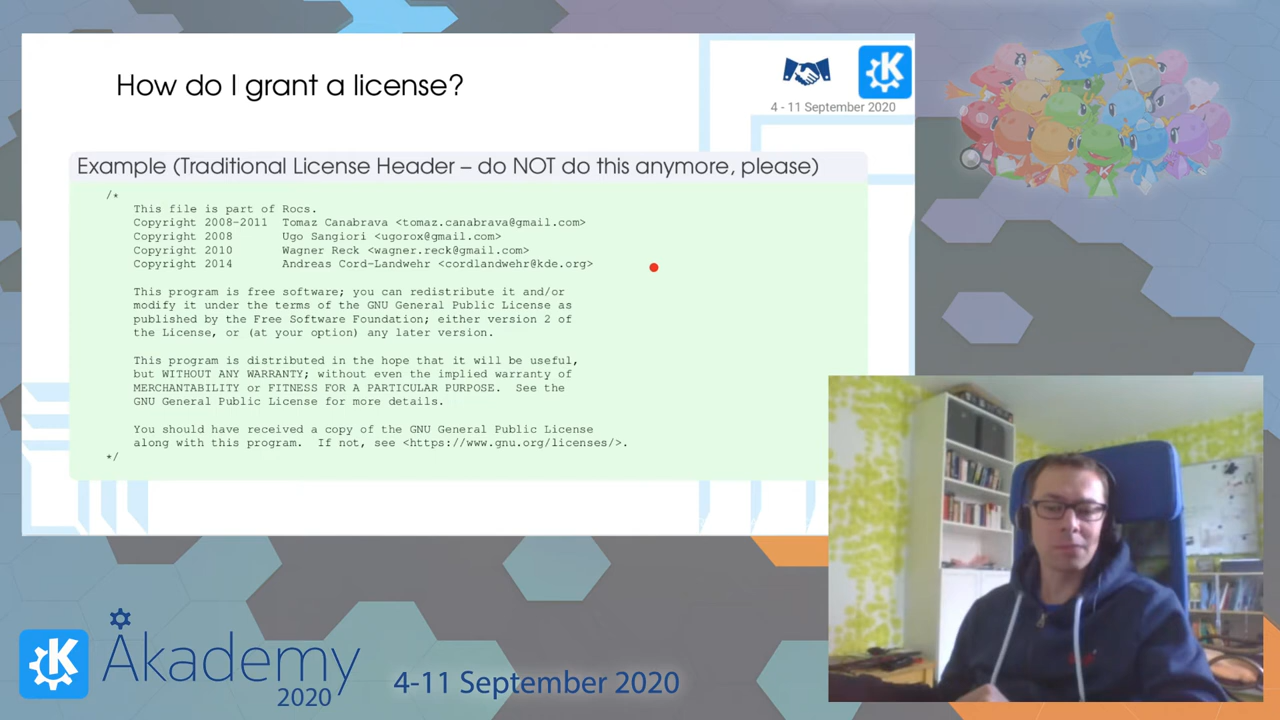 How do I grant a license?
4 - 11 September 2020
Example (Traditional License Header – do NOT do this anymore, please)
/*
This file is part of Rocs.
Copyright 2008-2011 Tomaz Canabrava <tomaz.canabrava@gmail.com>
Copyright 2008 Ugo Sangiori <ugorox@gmail.com>
Copyright 2010 Wagner Reck <wagner.reck@gmail.com>
Copyright 2014 Andreas Cord-Landwehr <cordlandwehr@kde.org>
This program is free software; you can redistribute it and/or
modify it under the terms of the GNU General Public License as
published by the Free Software Foundation; either version 2 of
the License, or (at your option) any later version.
This program is distributed in the hope that it will be useful,
but WITHOUT ANY WARRANTY; without even the implied warranty of
MERCHANTABILITY or FITNESS FOR A PARTICULAR PURPOSE. See the
GNU General Public License for more details.
You should have received a copy of the GNU General Public License
along with this program. If not, see <https://www.gnu.org/licenses/>.
*/
Akademy
2020
4-11 September 2020